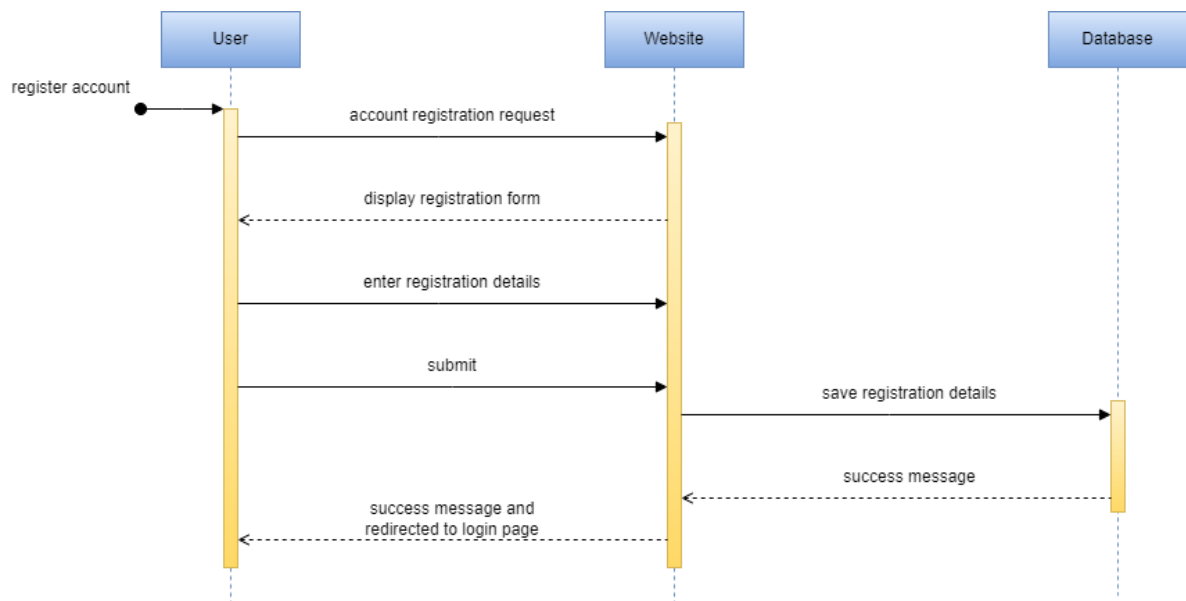 User
Website
Database
register account
account registration request
display registration form
enter registration details
submit
save registration details
success message
success message and
redirected to login page